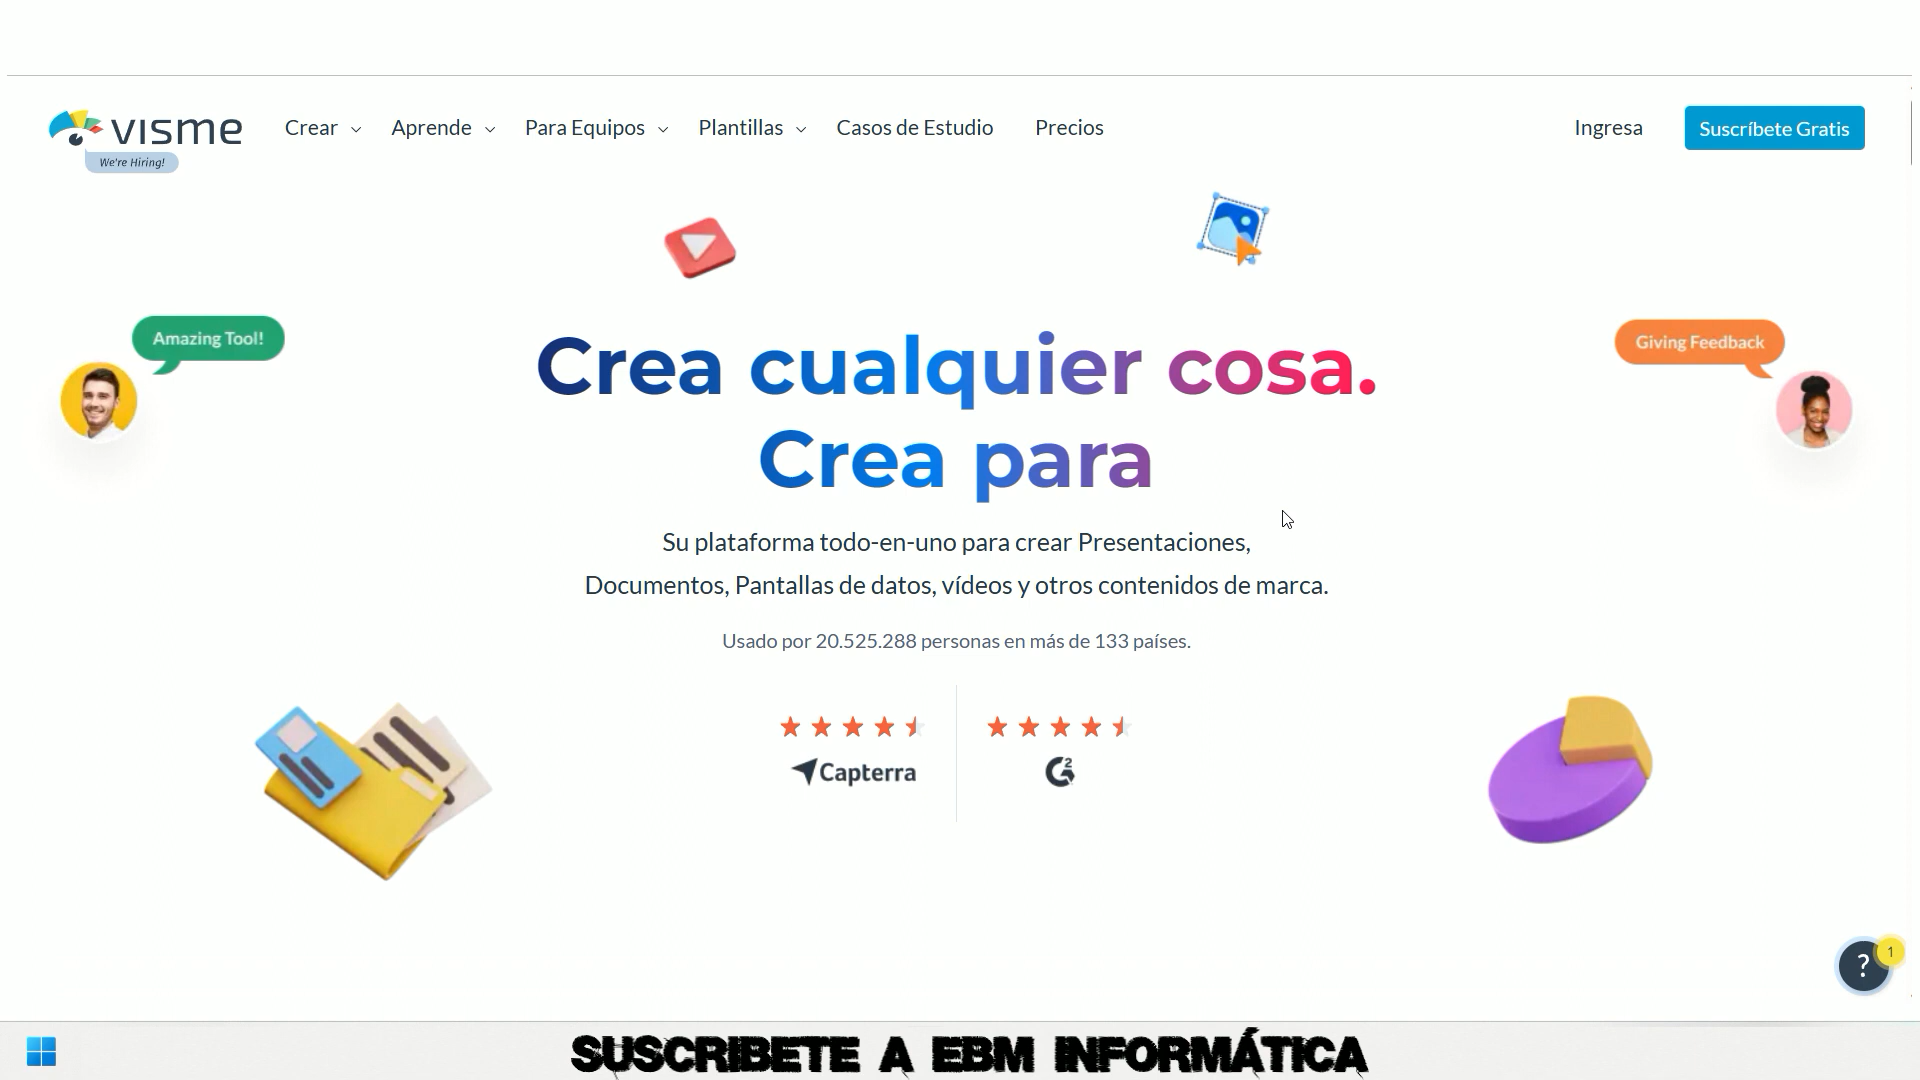 visme
We're Hiring!
Crear
Aprende
Para Equipos
Plantillas
Casos de Estudio
Precios
Ingresa
Suscríbete Gratis
Amazing Tool!
Giving Feedback
Crea cualquier cosa.
Crea para
Su plataforma todo-en-uno para crear Presentaciones,
Documentos, Pantallas de datos, vídeos y otros contenidos de marca.
Usado por 20.525.288 personas en más de 133 países.
Capterra
G2
?
1
SUSCRIBETE A EBM INFORMÁTICA